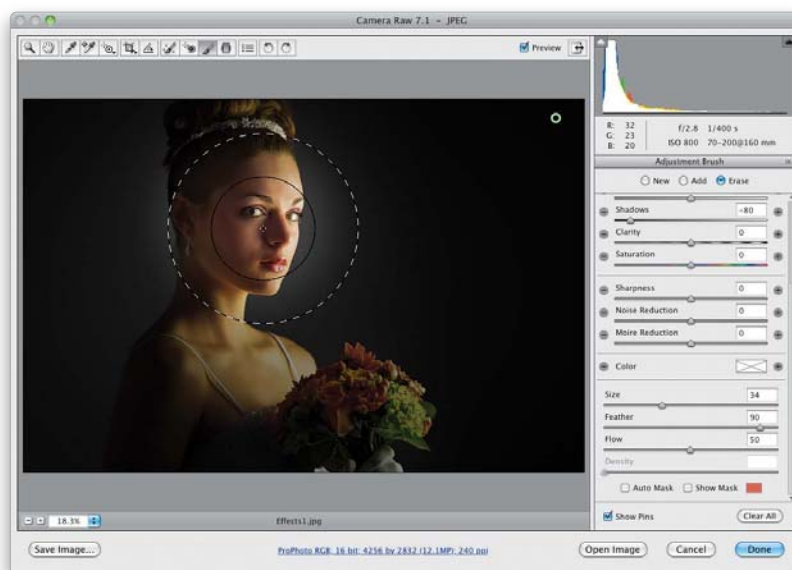 Camera Raw 7.1 – JPEG
Preview
R: 32
G: 23
B: 20
f/2.8 1/400 s
ISO 800 70-200@160 mm
Adjustment Brush
New Add Erase
Shadows -80
Clarity 0
Saturation 0
Sharpness 0
Noise Reduction 0
Moire Reduction 0
Color
Size 34
Feather 90
Flow 50
Density
Auto Mask Show Mask
Show Pins Clear All
18.3% Effects1.jpg
Save Image... ProPhoto RGB; 16 bit; 4256 by 2832 (12.1MP); 240 ppi Open Image Cancel Done